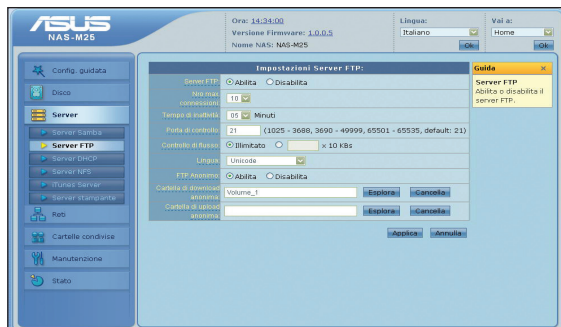 ASUS
NAS-M25
Ora: 14:34:00
Versione Firmware: 1.0.0.5
Nome NAS: NAS-M25
Lingua:
Italiano
Ok
Vai a:
Home
Ok
Config. guidata
Disco
Server
Server Samba
Server FTP
Server DHCP
Server NFS
iTunes Server
Server stampante
Reti
Cartelle condivise
Manutenzione
Stato
Impostazioni Server FTP:
Server FTP: Abilita Disabilita
Nm max connessioni: 10
Tempo di inattività: 05 Minuti
Porta di controllo: 21 (1025 - 3688, 3690 - 49999, 65501 - 65535, default: 21)
Controllo di flusso: Illimitato x 10 KBs
Lingua: Unicode
FTP Anonimo: Abilita Disabilita
Cartella di download anonima: Volume_1 Esplora Cancella
Cartella di upload anonima: Esplora Cancella
Applica Annulla
Guida
Server FTP
Abilita o disabilita il
server FTP.